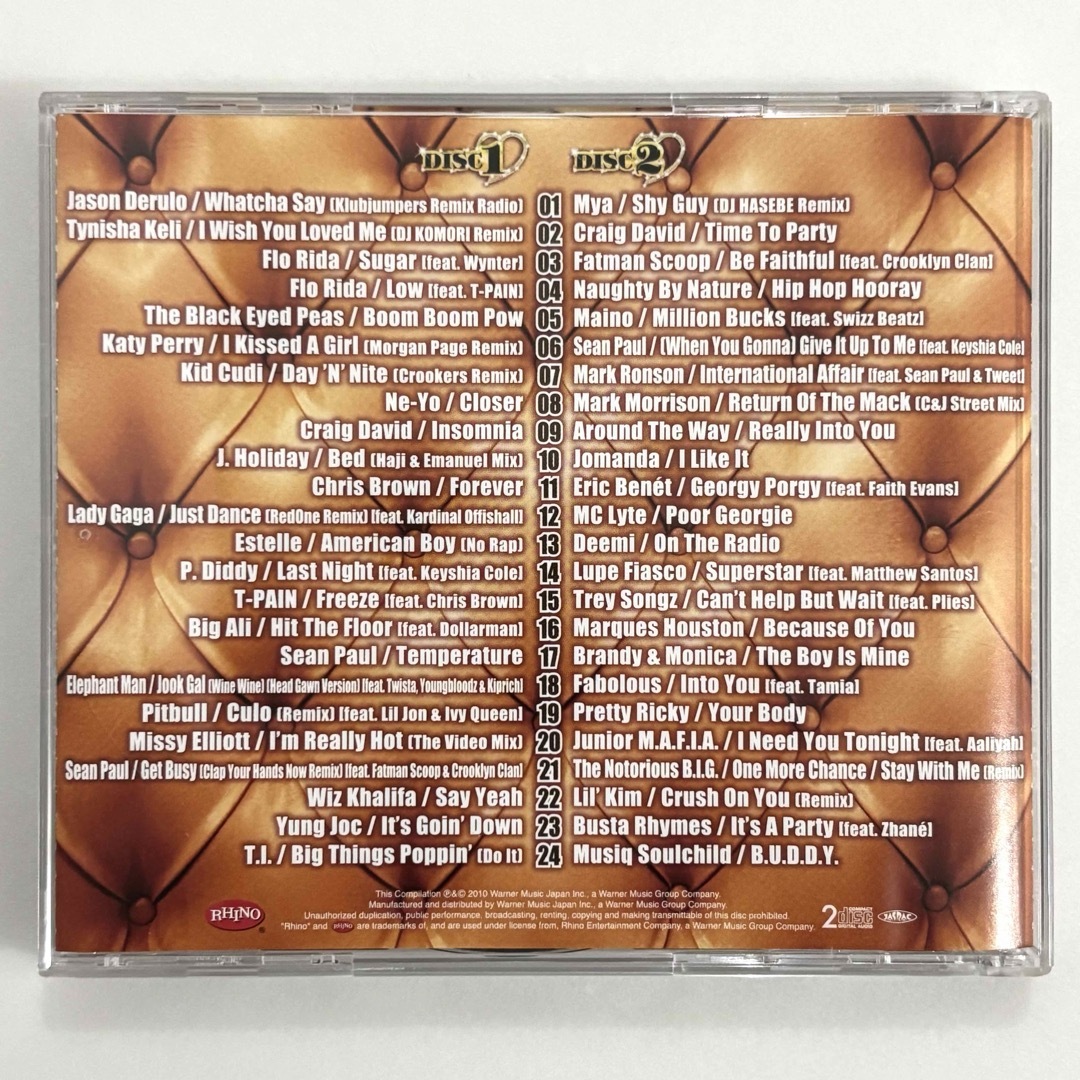 DISC 1
Jason Derulo / Whatcha Say (Klubjumpers Remix Radio) 01
Tynisha Keli / I Wish You Loved Me (DJ KOMORI Remix) 02
Flo Rida / Sugar [feat. Wynter] 03
Flo Rida / Low [feat. T-PAIN] 04
The Black Eyed Peas / Boom Boom Pow 05
Katy Perry / I Kissed A Girl (Morgan Page Remix) 06
Kid Cudi / Day 'N' Nite (Crookers Remix) 07
Ne-Yo / Closer 08
Craig David / Insomnia 09
J. Holiday / Bed (Haji & Emanuel Mix) 10
Chris Brown / Forever 11
Lady Gaga / Just Dance (RedOne Remix) [feat. Kardinal Offishall] 12
Estelle / American Boy (No Rap) 13
P. Diddy / Last Night [feat. Keyshia Cole] 14
T-PAIN / Freeze [feat. Chris Brown] 15
Big Ali / Hit The Floor [feat. Dollarman] 16
Sean Paul / Temperature 17
Elephant Man / Jook Gal (Wine Wine) (Head Gawn Version) [feat. Twista, Youngbloodz & Kiprich] 18
Pitbull / Culo (Remix) [feat. Lil Jon & Ivy Queen] 19
Missy Elliott / I'm Really Hot (The Video Mix) 20
Sean Paul / Get Busy (Clap Your Hands Now Remix) [feat. Fatman Scoop & Crooklyn Clan] 21
Wiz Khalifa / Say Yeah 22
Yung Joc / It's Goin' Down 23
T.I. / Big Things Poppin' (Do It) 24
DISC 2
Mya / Shy Guy (DJ HASEBE Remix)
Craig David / Time To Party
Fatman Scoop / Be Faithful [feat. Crooklyn Clan]
Naughty By Nature / Hip Hop Hooray
Maino / Million Bucks [feat. Swizz Beatz]
Sean Paul / (When You Gonna) Give It Up To Me [feat. Keyshia Cole]
Mark Ronson / International Affair [feat. Sean Paul & Tweet]
Mark Morrison / Return Of The Mack (C&J Street Mix)
Around The Way / Really Into You
Jomanda / I Like It
Eric Benét / Georgy Porgy [feat. Faith Evans]
MC Lyte / Poor Georgie
Deemi / On The Radio
Lupe Fiasco / Superstar [feat. Matthew Santos]
Trey Songz / Can't Help But Wait [feat. Plies]
Marques Houston / Because Of You
Brandy & Monica / The Boy Is Mine
Fabolous / Into You [feat. Tamia]
Pretty Ricky / Your Body
Junior M.A.F.I.A. / I Need You Tonight [feat. Aaliyah]
The Notorious B.I.G. / One More Chance / Stay With Me (Remix)
Lil' Kim / Crush On You (Remix)
Busta Rhymes / It's A Party [feat. Zhané]
Musiq Soulchild / B.U.D.D.Y.
RHINO
This Compilation ℗&© 2010 Warner Music Japan Inc., a Warner Music Group Company.
Manufactured and distributed by Warner Music Japan Inc., a Warner Music Group Company.
Unauthorized duplication, public performance, broadcasting, renting, copying and making transmittable of this disc prohibited.
"Rhino" and RHINO are trademarks of, and are used under license from, Rhino Entertainment Company, a Warner Music Group Company.
2 COMPACT disc DIGITAL AUDIO
JASRAC